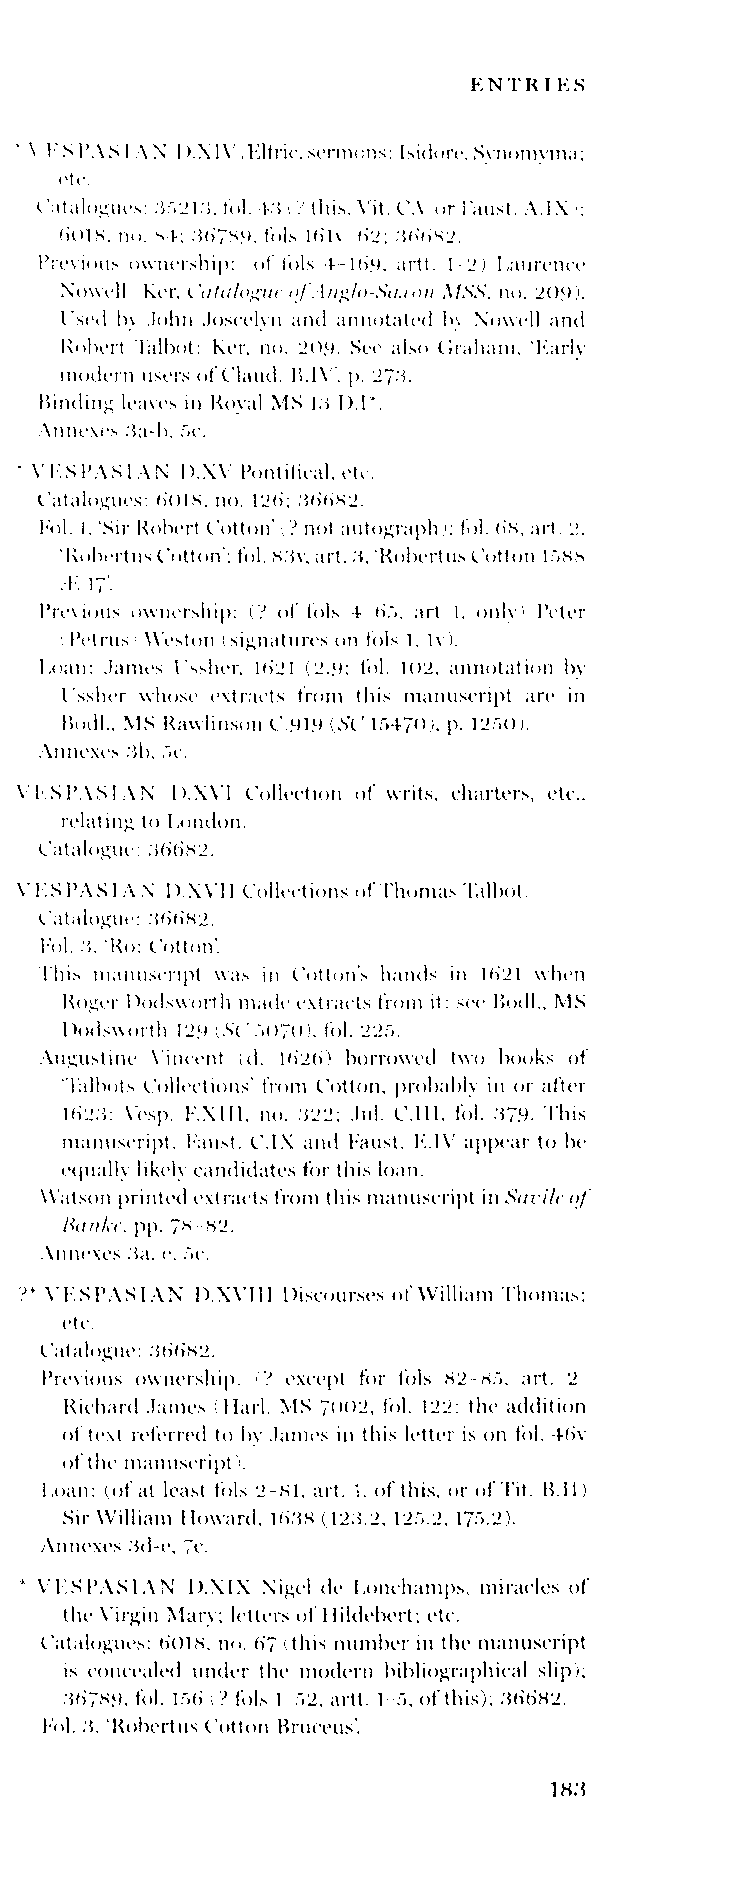 ENTRIES
* VESPASIAN D.XIV Ælfric, sermons; Isidore, Synomyma;
etc.
Catalogues: 35213, fol. 43 (? this, Vit. C.V or Faust. A.IX);
6018, no. 84; 36789, fols 161v–62; 36682.
Previous ownership: (of fols 4–169, artt. 1–2) Laurence
Nowell (Ker, Catalogue of Anglo-Saxon MSS, no. 209).
Used by John Joscelyn and annotated by Nowell and
Robert Talbot: Ker, no. 209. See also Graham, ‘Early
modern users of Claud. B.IV’, p. 273.
Binding leaves in Royal MS 13 D.I*.
Annexes 3a-b, 5c.
* VESPASIAN D.XV Pontifical, etc.
Catalogues: 6018, no. 126; 36682.
Fol. 1, ‘Sir Robert Cotton’ (? not autograph); fol. 68, art. 2,
‘Robertus Cotton’; fol. 83v, art. 3, ‘Robertus Cotton 1588
Æ 17’.
Previous ownership: (? of fols 4–65, art 1, only) Peter
(Petrus) Weston (signatures on fols 1, 1v).
Loan: James Ussher, 1621 (2.9; fol. 102, annotation by
Ussher whose extracts from this manuscript are in
Bodl., MS Rawlinson C.919 (SC 15470), p. 1250).
Annexes 3b, 5c.
VESPASIAN D.XVI Collection of writs, charters, etc.,
relating to London.
Catalogue: 36682.
VESPASIAN D.XVII Collections of Thomas Talbot.
Catalogue: 36682.
Fol. 3, ‘Ro: Cotton’.
This manuscript was in Cotton’s hands in 1621 when
Roger Dodsworth made extracts from it: see Bodl., MS
Dodsworth 129 (SC 5070), fol. 225.
Augustine Vincent (d. 1626) borrowed two books of
‘Talbots Collections’ from Cotton, probably in or after
1623: Vesp. F.XIII, no. 322; Jul. C.III, fol. 379. This
manuscript, Faust. C.IX and Faust. E.IV appear to be
equally likely candidates for this loan.
Watson printed extracts from this manuscript in Savile of
Banke, pp. 78–82.
Annexes 3a, e, 5c.
?* VESPASIAN D.XVIII Discourses of William Thomas;
etc.
Catalogue: 36682.
Previous ownership. (? except for fols 82–85, art. 2)
Richard James (Harl. MS 7002, fol. 122: the addition
of text referred to by James in this letter is on fol. 46v
of the manuscript).
Loan: (of at least fols 2–81, art. 1, of this, or of Tit. B.II)
Sir William Howard, 1638 (123.2, 125.2, 175.2).
Annexes 3d-e, 7c.
* VESPASIAN D.XIX Nigel de Lonchamps, miracles of
the Virgin Mary; letters of Hildebert; etc.
Catalogues: 6018, no. 67 (this number in the manuscript
is concealed under the modern bibliographical slip);
36789, fol. 156 (? fols 1–52, artt. 1–5, of this); 36682.
Fol. 3, ‘Robertus Cotton Bruceus’.
183